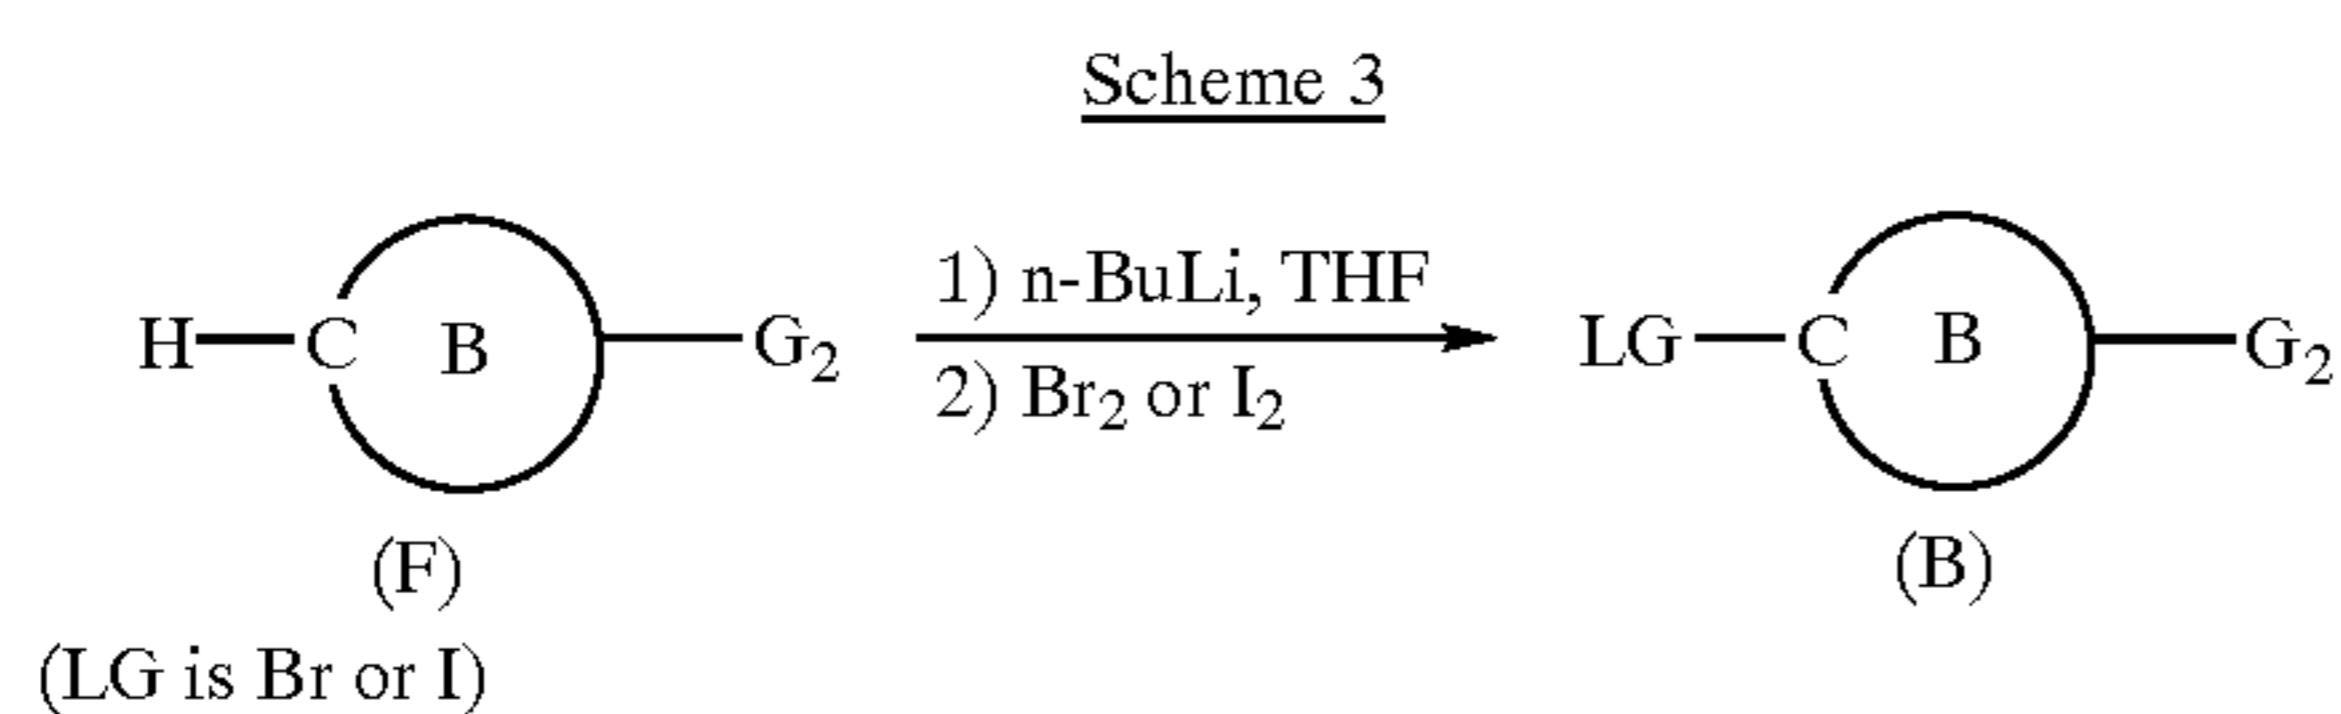 Scheme 3
1) n-BuLi, THF
H C B G2 LG C B G2
2) Br2 or I2
(F) (B)
(LG is Br or I)